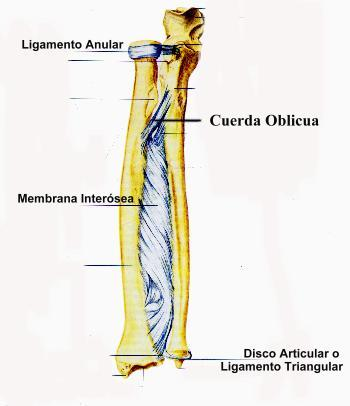 Ligamento Anular
Cuerda Oblicua
Membrana Interósea
Disco Articular o
Ligamento Triangular